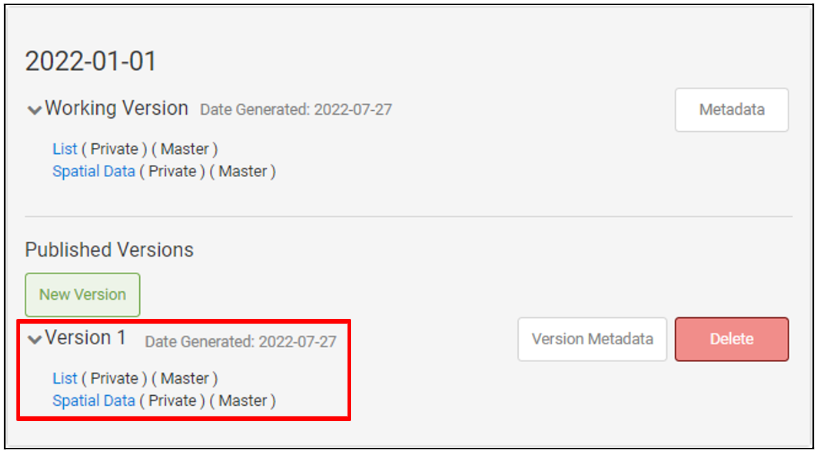 2022-01-01
Working Version Date Generated: 2022-07-27 Metadata
List ( Private ) ( Master )
Spatial Data ( Private ) ( Master )
Published Versions
New Version
Version 1 Date Generated: 2022-07-27 Version Metadata Delete
List ( Private ) ( Master )
Spatial Data ( Private ) ( Master )